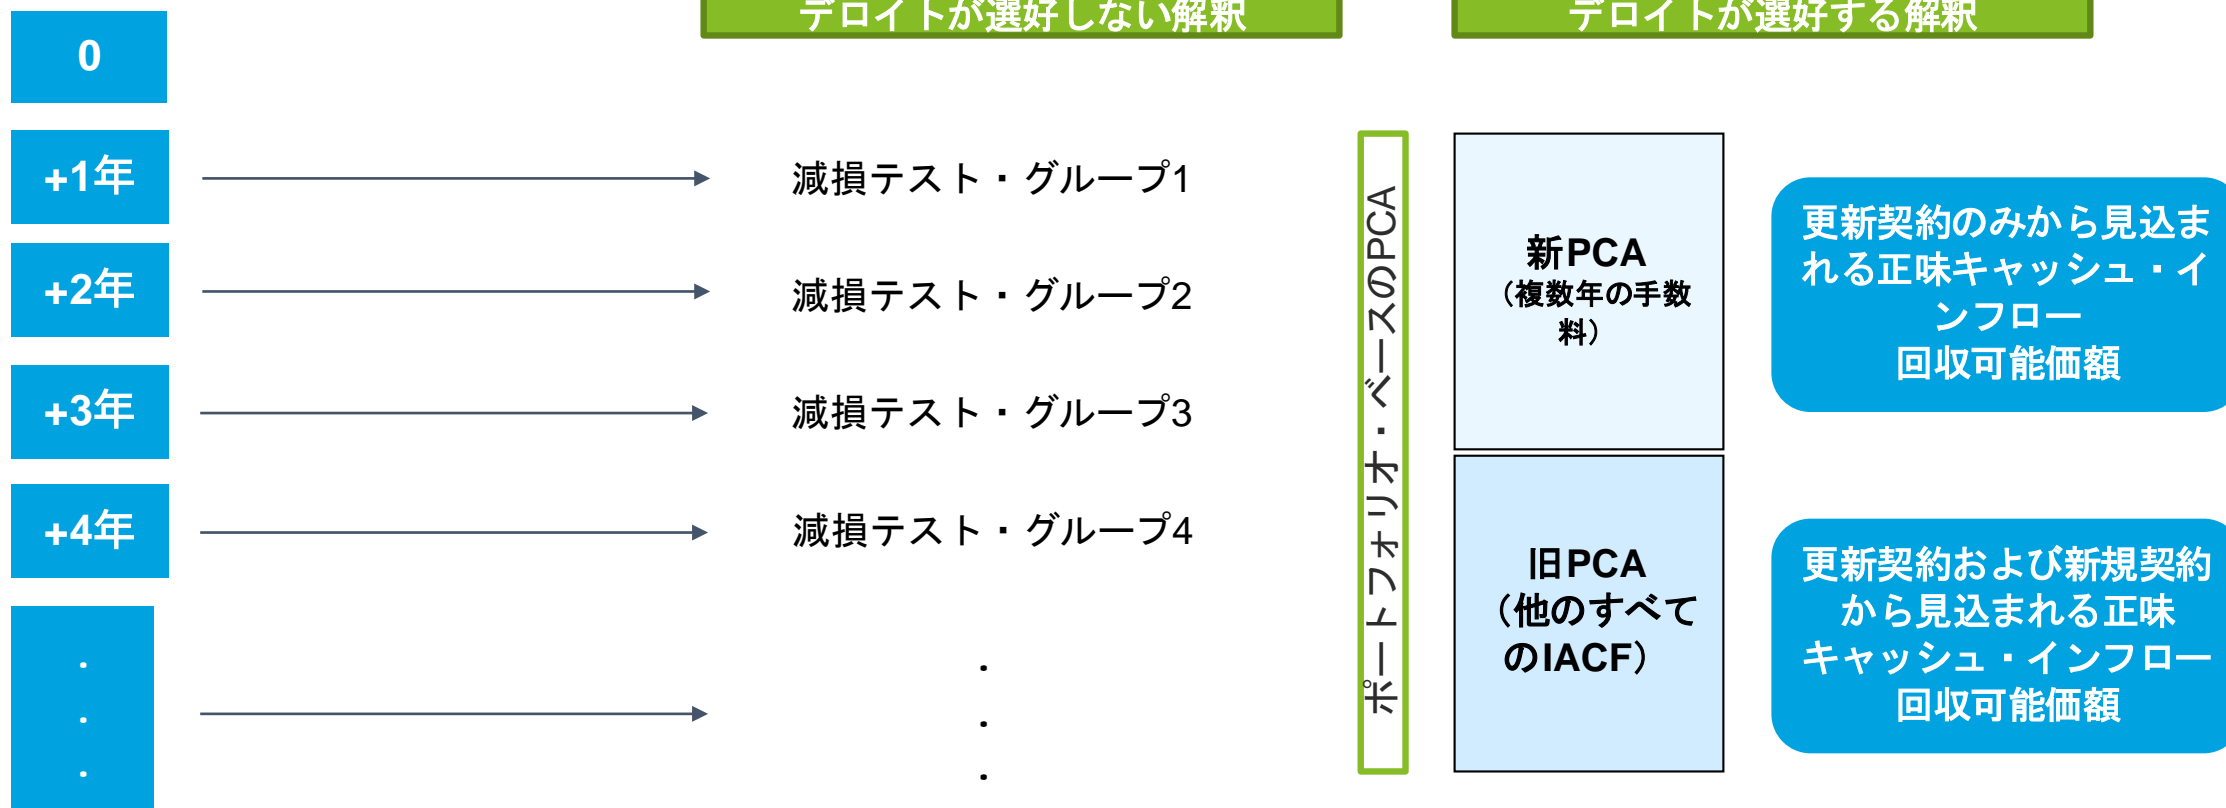 デロイトが選好しない解釈
デロイトが選好する解釈
0
+1年
+2年
+3年
+4年
.
.
.
減損テスト・グループ1
減損テスト・グループ2
減損テスト・グループ3
減損テスト・グループ4
.
.
.
ポートフォリオ・ベースのPCA
新PCA
（複数年の手数
料）
旧PCA
（他のすべて
のIACF）
更新契約のみから見込ま
れる正味キャッシュ・イ
ンフロー
回収可能価額
更新契約および新規契約
から見込まれる正味
キャッシュ・インフロー
回収可能価額